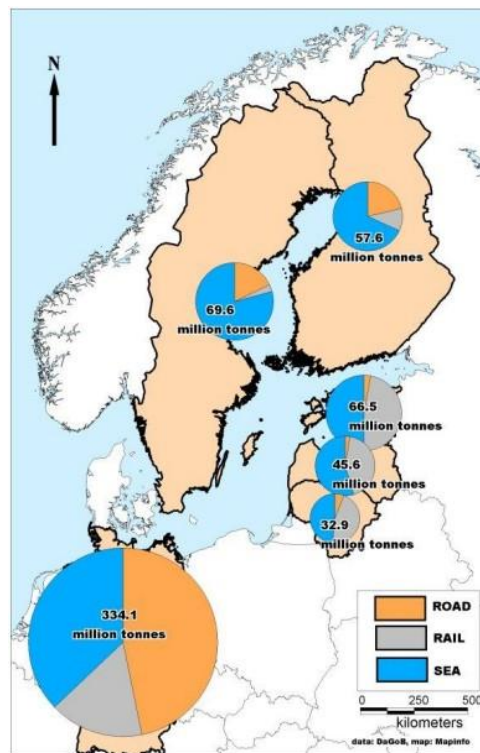 N
57.6
million tonnes
69.6
million tonnes
66.5
million tonnes
45.6
million tonnes
32.9
million tonnes
334.1
million tonnes
ROAD
RAIL
SEA
0 250 500
kilometers
data: DaGoB, map: Mapinfo